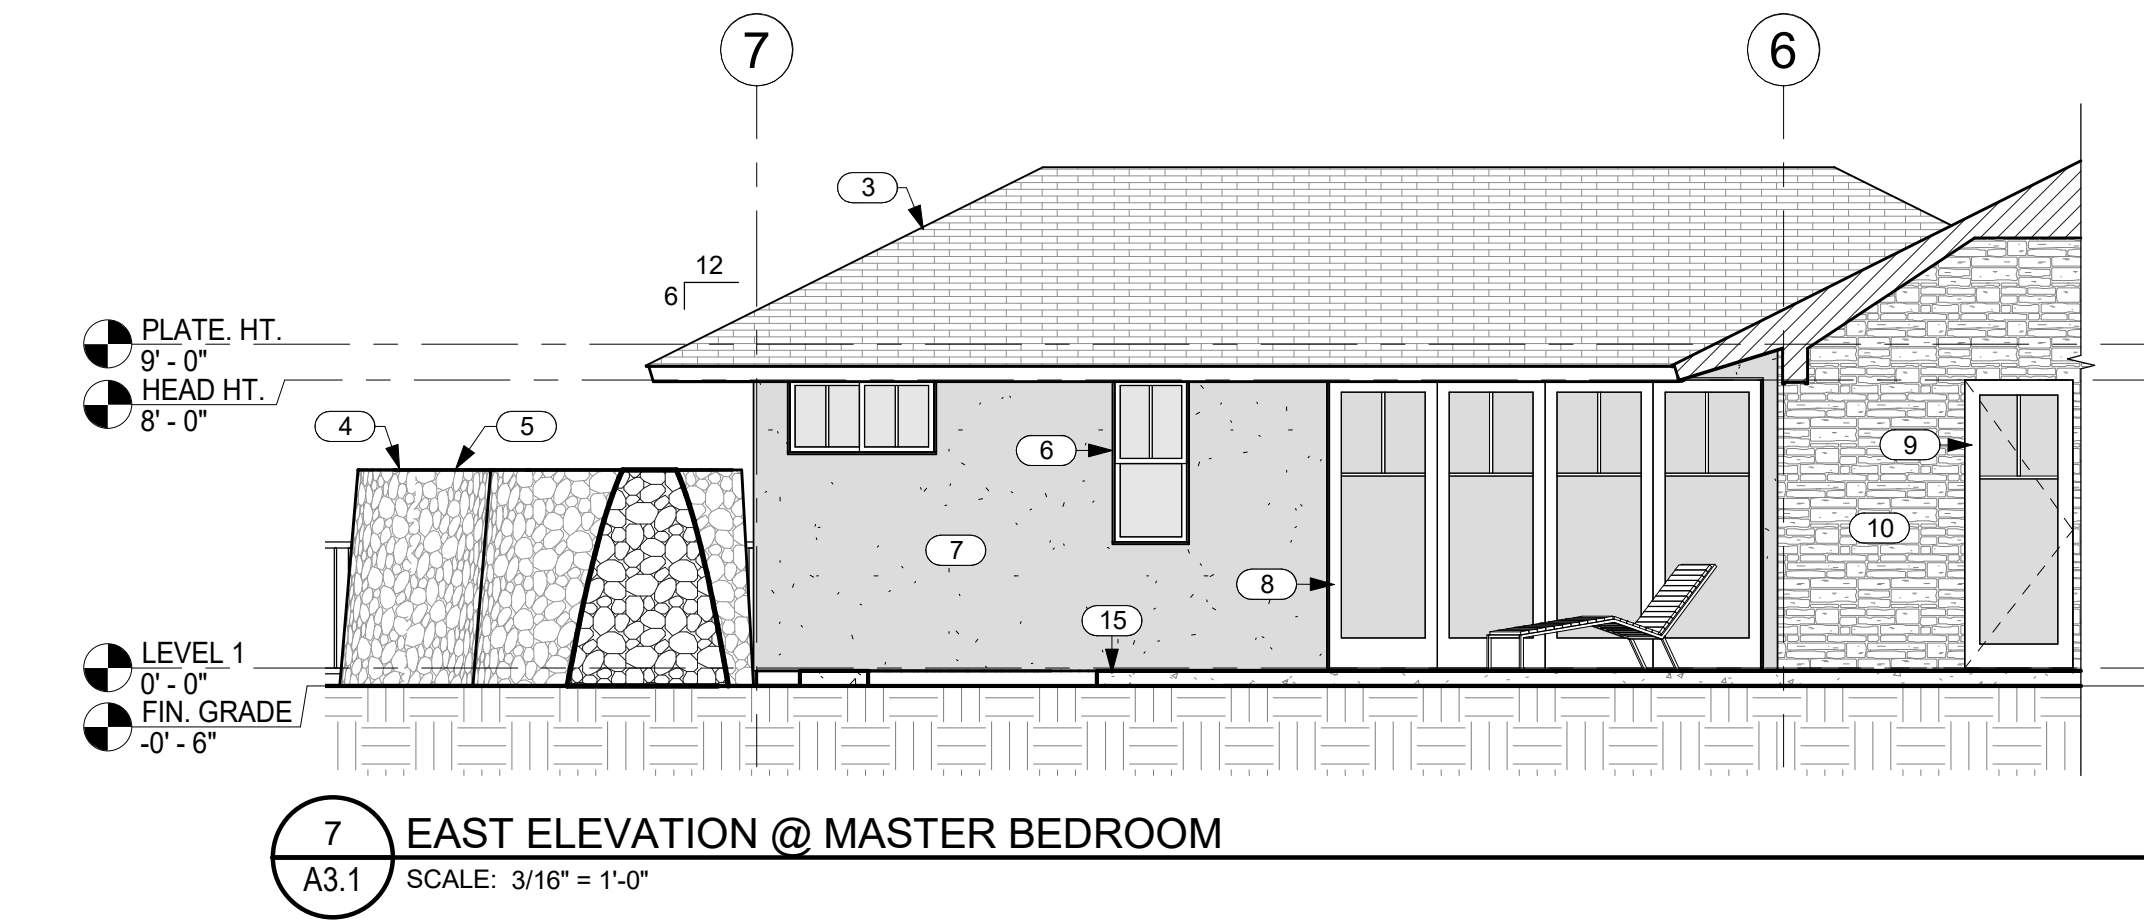 7
6
3
12
6
PLATE. HT.
9' - 0"
HEAD HT.
8' - 0"
4
5
6
9
10
7
8
15
LEVEL 1
0' - 0"
FIN. GRADE
-0' - 6"
7
EAST ELEVATION @ MASTER BEDROOM
A3.1
SCALE: 3/16" = 1'-0"